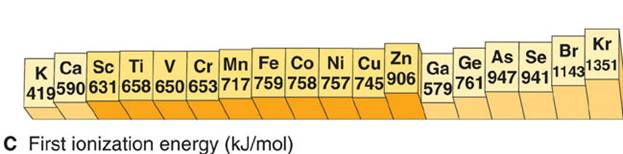 K Ca Sc Ti V Cr Mn Fe Co Ni Cu Zn Ga Ge As Se Br Kr
419 590 631 658 650 653 717 759 758 757 745 906 579 761 947 941 1143 1351
C First ionization energy (kJ/mol)